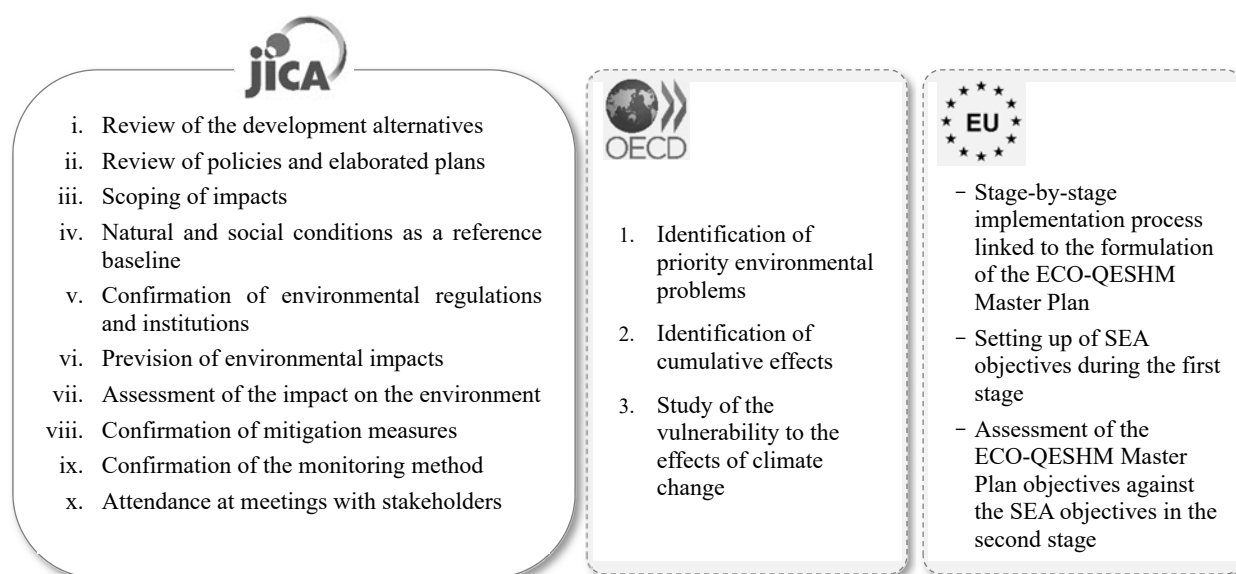 jICA
i. Review of the development alternatives
ii. Review of policies and elaborated plans
iii. Scoping of impacts
iv. Natural and social conditions as a reference
baseline
v. Confirmation of environmental regulations
and institutions
vi. Prevision of environmental impacts
vii. Assessment of the impact on the environment
viii. Confirmation of mitigation measures
ix. Confirmation of the monitoring method
x. Attendance at meetings with stakeholders
OECD
1. Identification of
priority environmental
problems
2. Identification of
cumulative effects
3. Study of the
vulnerability to the
effects of climate
change
EU
- Stage-by-stage
implementation process
linked to the formulation
of the ECO-QESHM
Master Plan
- Setting up of SEA
objectives during the first
stage
- Assessment of the
ECO-QESHM Master
Plan objectives against
the SEA objectives in the
second stage